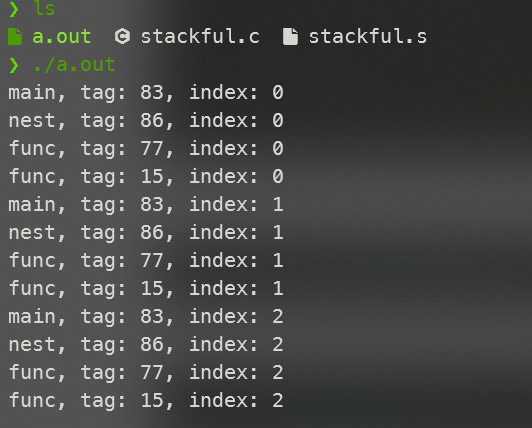 ❯ ls
a.out stackful.c stackful.s
❯ ./a.out
main, tag: 83, index: 0
nest, tag: 86, index: 0
func, tag: 77, index: 0
func, tag: 15, index: 0
main, tag: 83, index: 1
nest, tag: 86, index: 1
func, tag: 77, index: 1
func, tag: 15, index: 1
main, tag: 83, index: 2
nest, tag: 86, index: 2
func, tag: 77, index: 2
func, tag: 15, index: 2